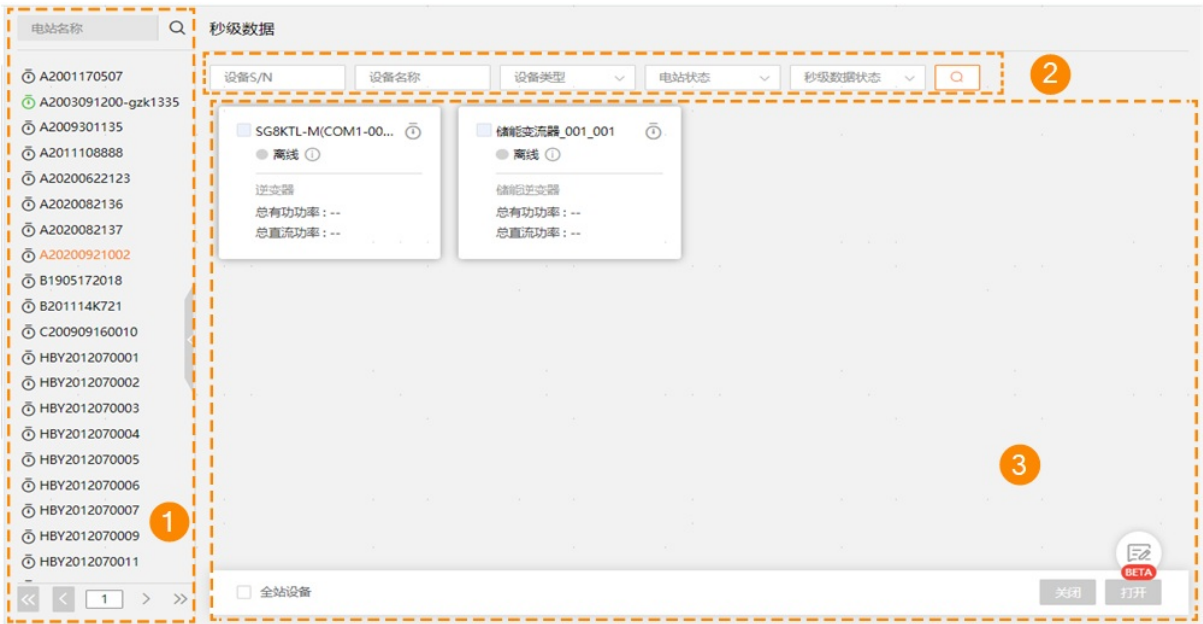 电站名称
A2001170507
A2003091200-gzk1335
A2009301135
A2011108888
A20200622123
A2020082136
A2020082137
A20200921002
B1905172018
B201114K721
C200909160010
HBY2012070001
HBY2012070002
HBY2012070003
HBY2012070004
HBY2012070005
HBY2012070006
HBY2012070007
HBY2012070009
HBY2012070011
1
1
秒级数据
设备S/N 设备名称 设备类型 电站状态 秒级数据状态
2
SG8KTL-M(COM1-00...
离线
逆变器
总有功功率：--
总直流功率：--
储能变流器_001_001
离线
储能逆变器
总有功功率：--
总直流功率：--
3
BETA
全站设备
关闭 打开